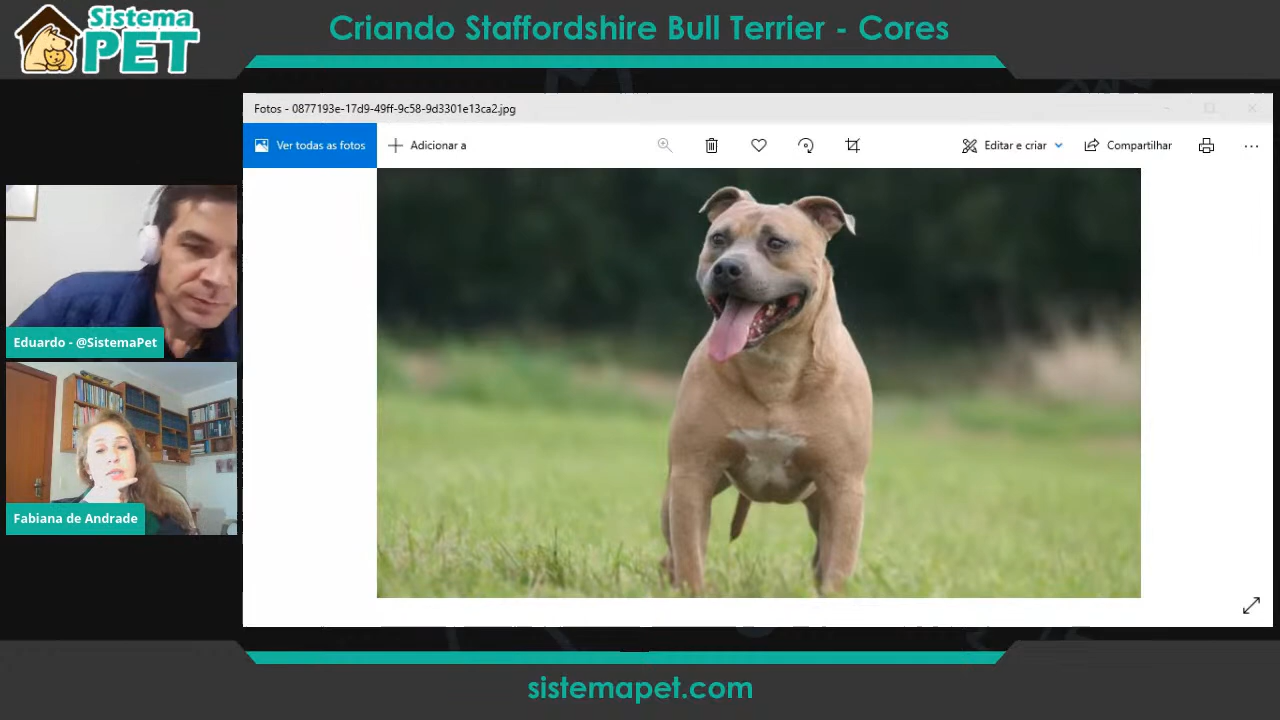 Sistema
PET
Criando Staffordshire Bull Terrier - Cores
Fotos - 0877193e-17d9-49ff-9c58-9d3301e13ca2.jpg
Ver todas as fotos
Adicionar a
Editar e criar
Compartilhar
Eduardo - @SistemaPet
Fabiana de Andrade
sistemapet.com